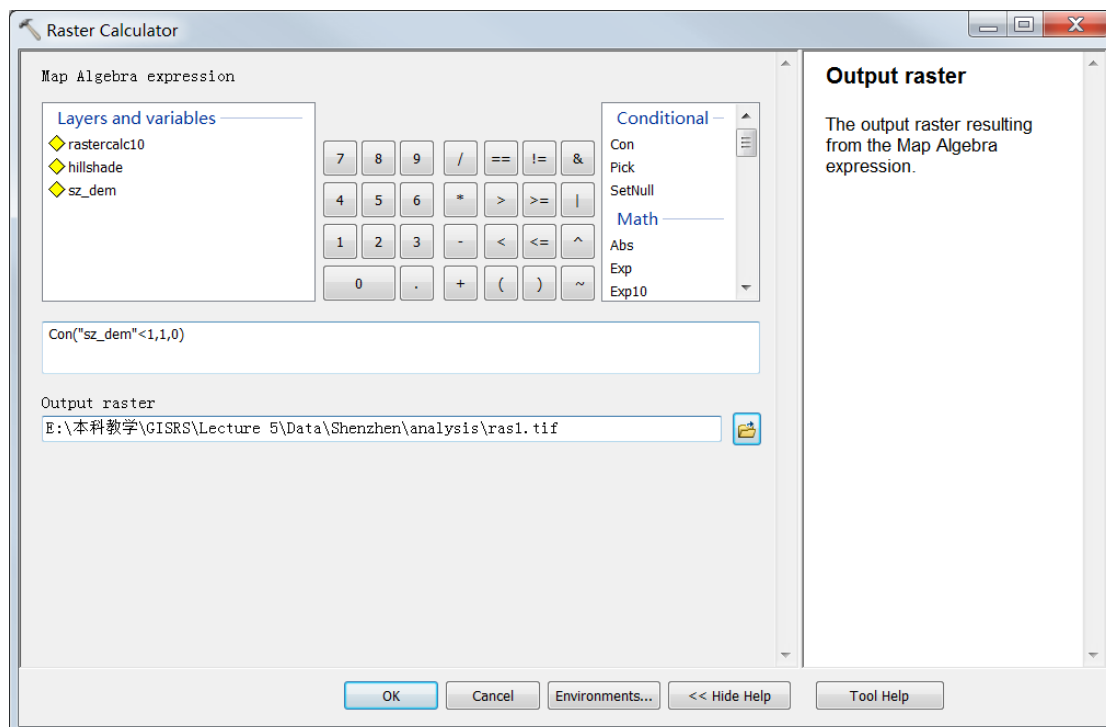 Raster Calculator
Map Algebra expression
Layers and variables
rastercalc10
hillshade
sz_dem
7 8 9 / == != &
4 5 6 * > >= |
1 2 3 - < <= ^
0 . + ( ) ~
Conditional
Con
Pick
SetNull
Math
Abs
Exp
Exp10
Con("sz_dem"<1,1,0)
Output raster
E:\本科教学\GISRS\Lecture 5\Data\Shenzhen\analysis\ras1.tif
OK
Cancel
Environments...
<< Hide Help
Tool Help
Output raster
The output raster resulting
from the Map Algebra
expression.